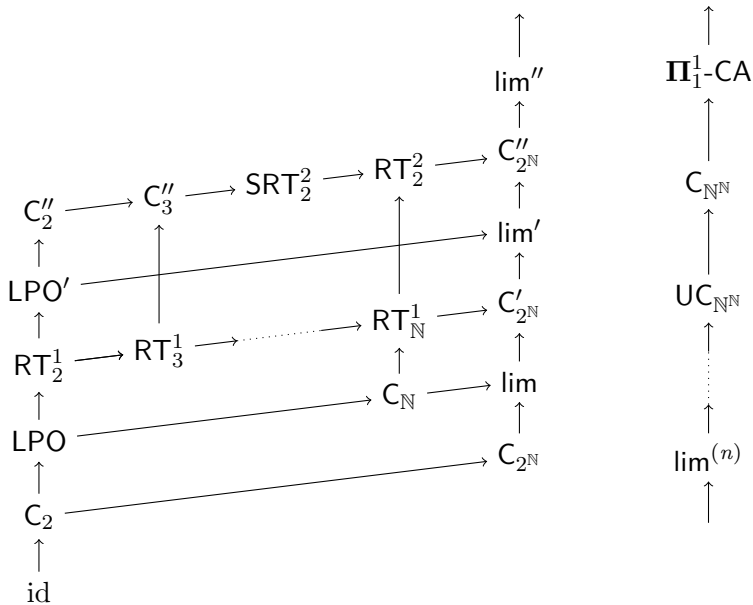 lim″
Π¹₁-CA
C″₂ C″₃ SRT²₂ RT²₂ C″_{2^ℕ}
C_{ℕ^ℕ}
LPO′ lim′
RT¹₂ RT¹₃ RT¹_ℕ C′_{2^ℕ}
UC_{ℕ^ℕ}
LPO C_ℕ lim
C₂ C_{2^ℕ}
lim⁽ⁿ⁾
id